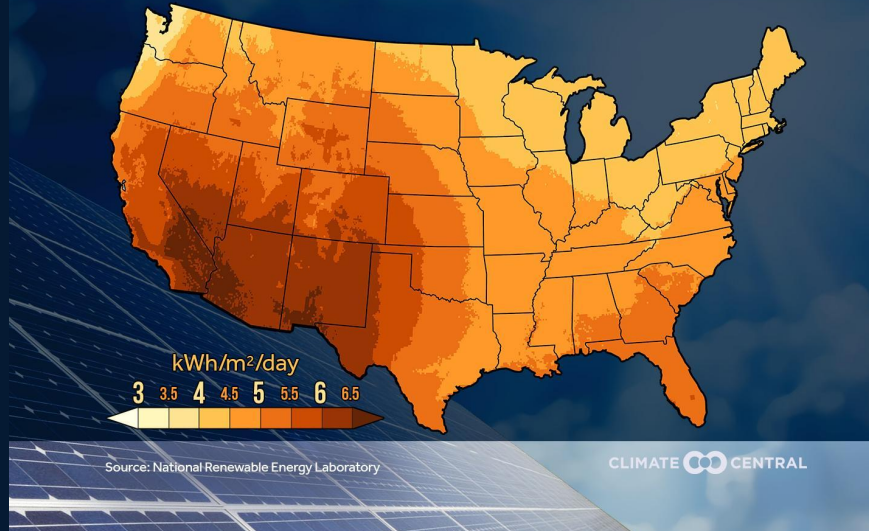 kWh/m²/day
3 3.5 4 4.5 5 5.5 6 6.5
Source: National Renewable Energy Laboratory
CLIMATE CENTRAL